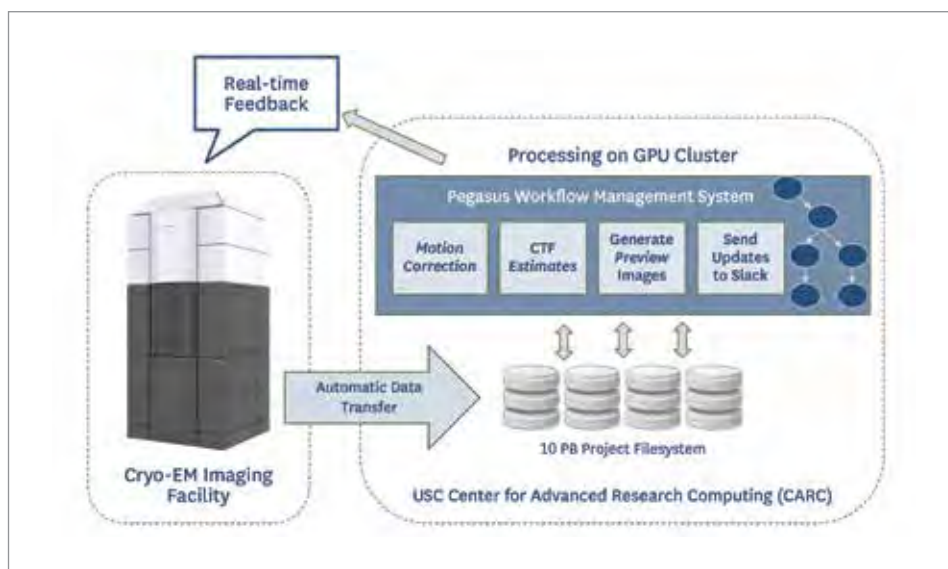 Real-time
Feedback
Processing on GPU Cluster
Pegasus Workflow Management System
Motion
Correction
CTF
Estimates
Generate
Preview
Images
Send
Updates
to Slack
Automatic Data
Transfer
10 PB Project Filesystem
Cryo-EM Imaging
Facility
USC Center for Advanced Research Computing (CARC)